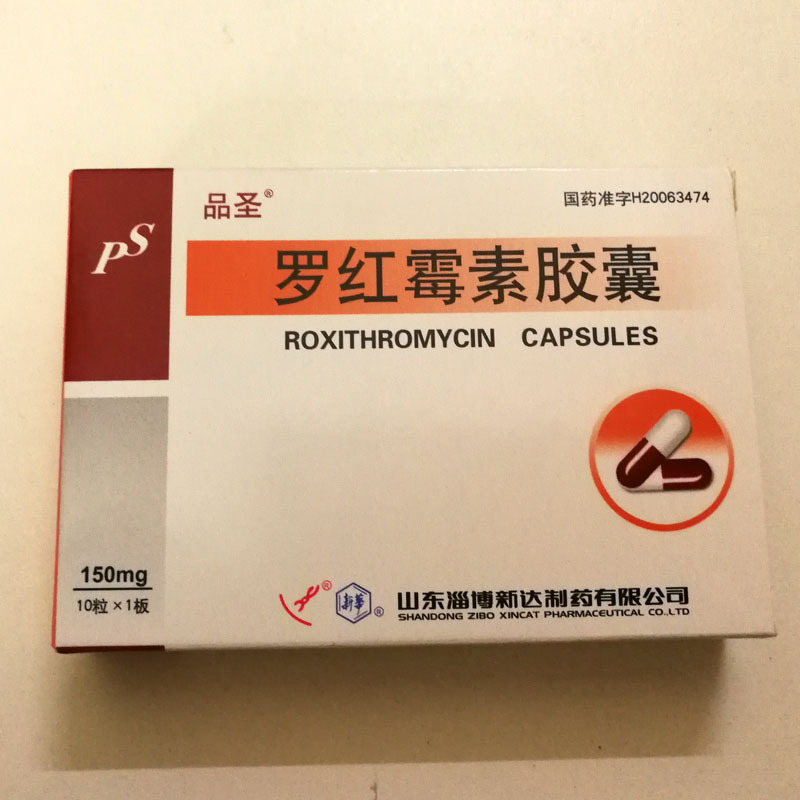 PS
品圣®
国药准字H20063474
罗红霉素胶囊
ROXITHROMYCIN CAPSULES
150mg
10粒×1板
® 新華®
山东淄博新达制药有限公司
SHANDONG ZIBO XINCAT PHARMACEUTICAL CO.,LTD